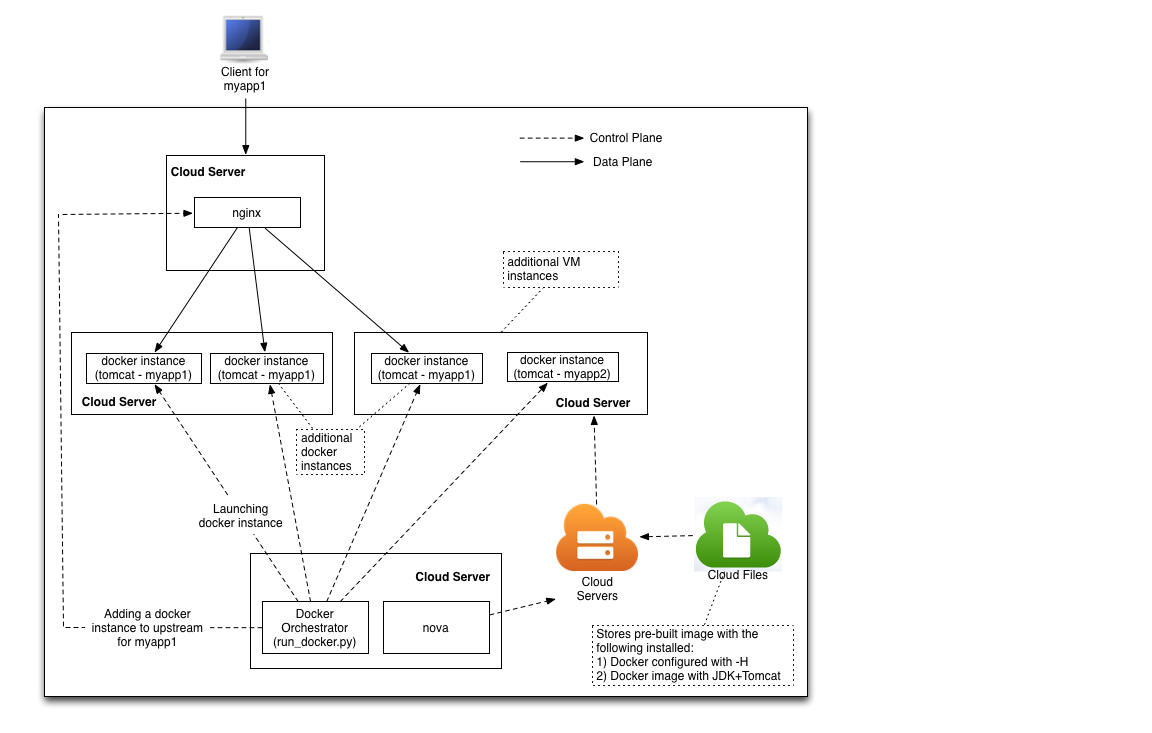 Client for
myapp1
Control Plane
Data Plane
Cloud Server
nginx
additional VM
instances
docker instance
(tomcat - myapp1)
docker instance
(tomcat - myapp1)
docker instance
(tomcat - myapp1)
docker instance
(tomcat - myapp2)
Cloud Server
Cloud Server
additional
docker
instances
Launching
docker instance
Cloud Server
Docker
Orchestrator
(run_docker.py)
nova
Adding a docker
instance to upstream
for myapp1
Cloud
Servers
Cloud Files
Stores pre-built image with the
following installed:
1) Docker configured with -H
2) Docker image with JDK+Tomcat